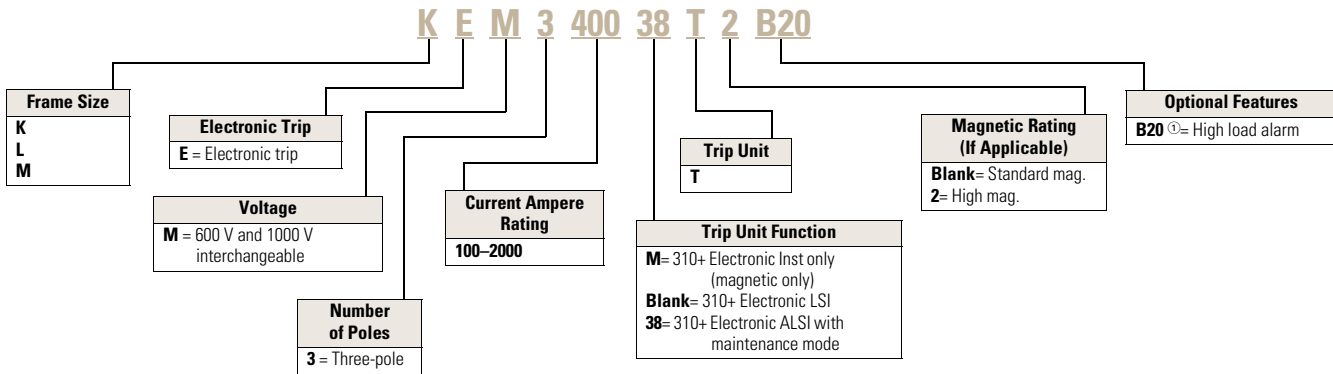 K E M 3 400 38 T 2 B20
Frame Size
K
L
M
Electronic Trip
E = Electronic trip
Voltage
M = 600 V and 1000 V
interchangeable
Number
of Poles
3 = Three-pole
Current Ampere
Rating
100–2000
Trip Unit Function
M= 310+ Electronic Inst only
(magnetic only)
Blank= 310+ Electronic LSI
38= 310+ Electronic ALSI with
maintenance mode
Trip Unit
T
Magnetic Rating
(If Applicable)
Blank= Standard mag.
2= High mag.
Optional Features
B20 ①= High load alarm